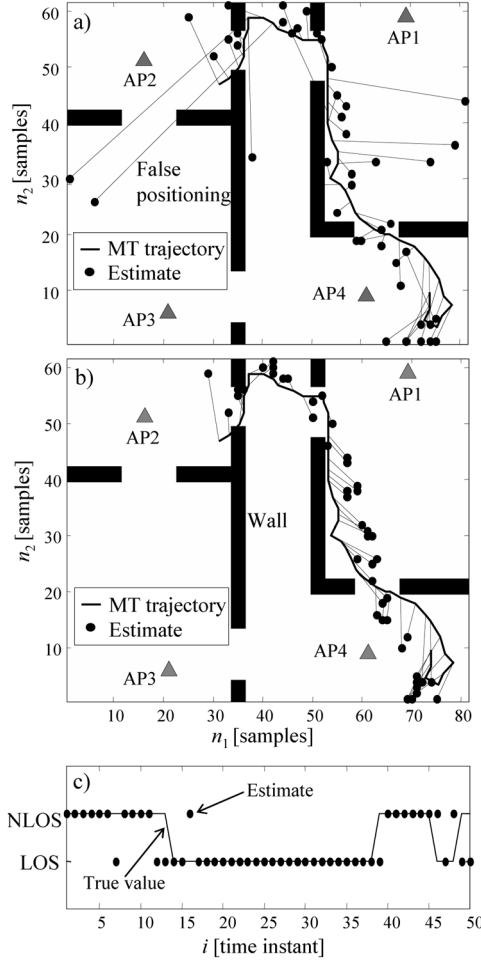 a)
60
50
40
30
20
10
n2 [samples]
AP1
AP2
False
positioning
MT trajectory
Estimate
AP3
AP4
b)
60
50
40
30
20
10
n2 [samples]
AP1
AP2
Wall
MT trajectory
Estimate
AP3
AP4
10 20 30 40 50 60 70 80
n1 [samples]
c)
NLOS
LOS
Estimate
True value
5 10 15 20 25 30 35 40 45 50
i [time instant]